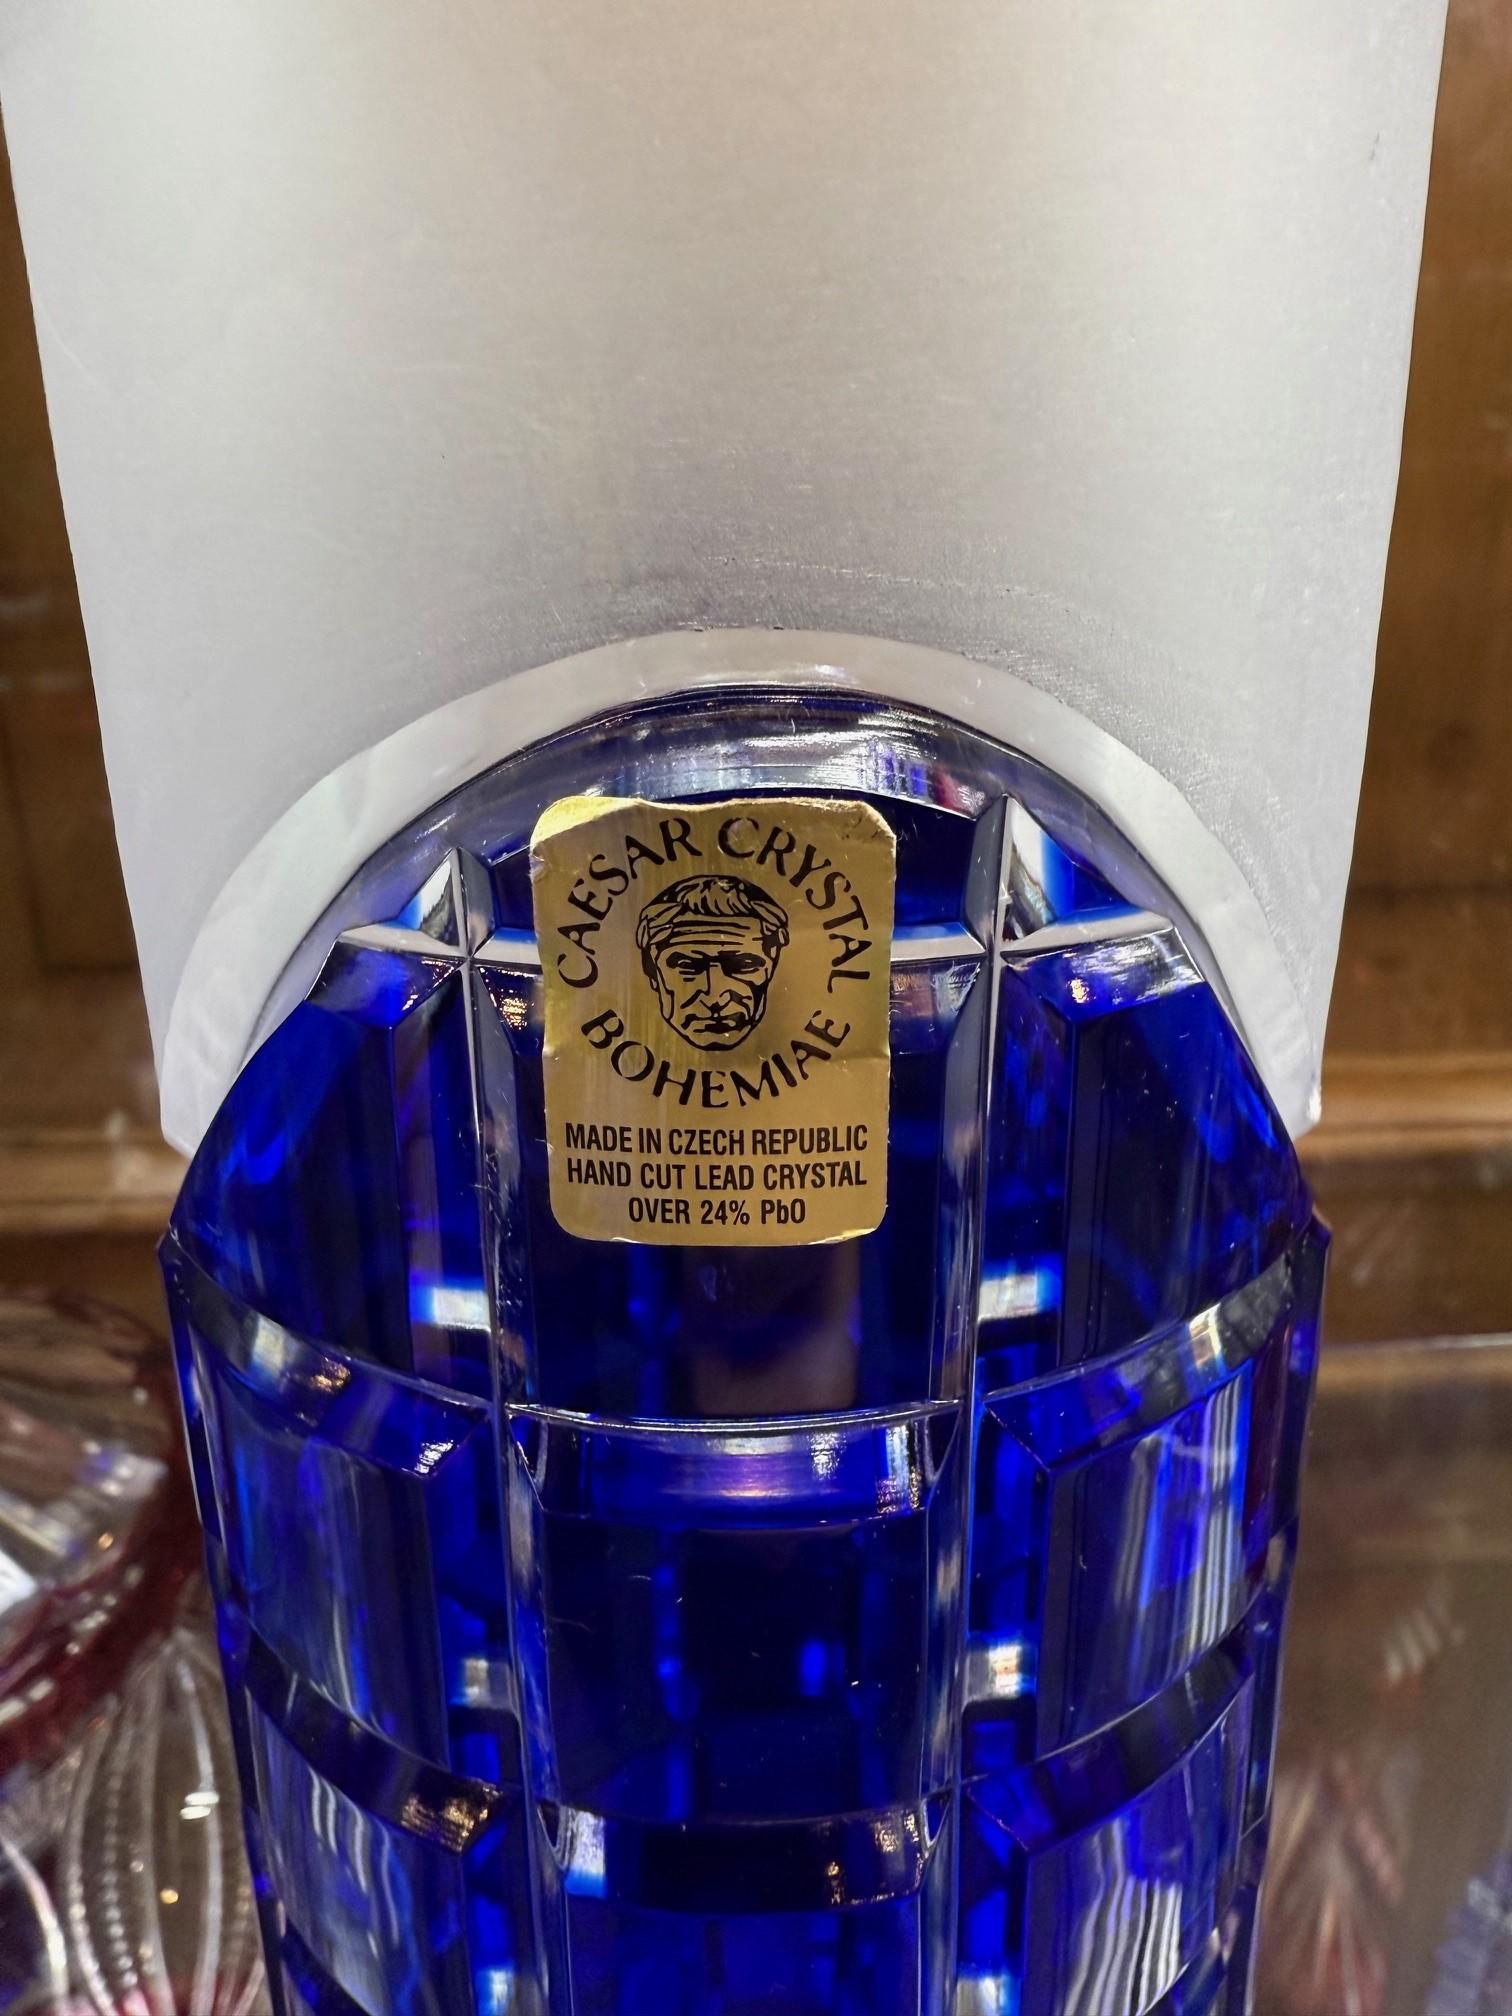 CAESAR CRYSTAL
BOHEMIAE
MADE IN CZECH REPUBLIC
HAND CUT LEAD CRYSTAL
OVER 24% PbO